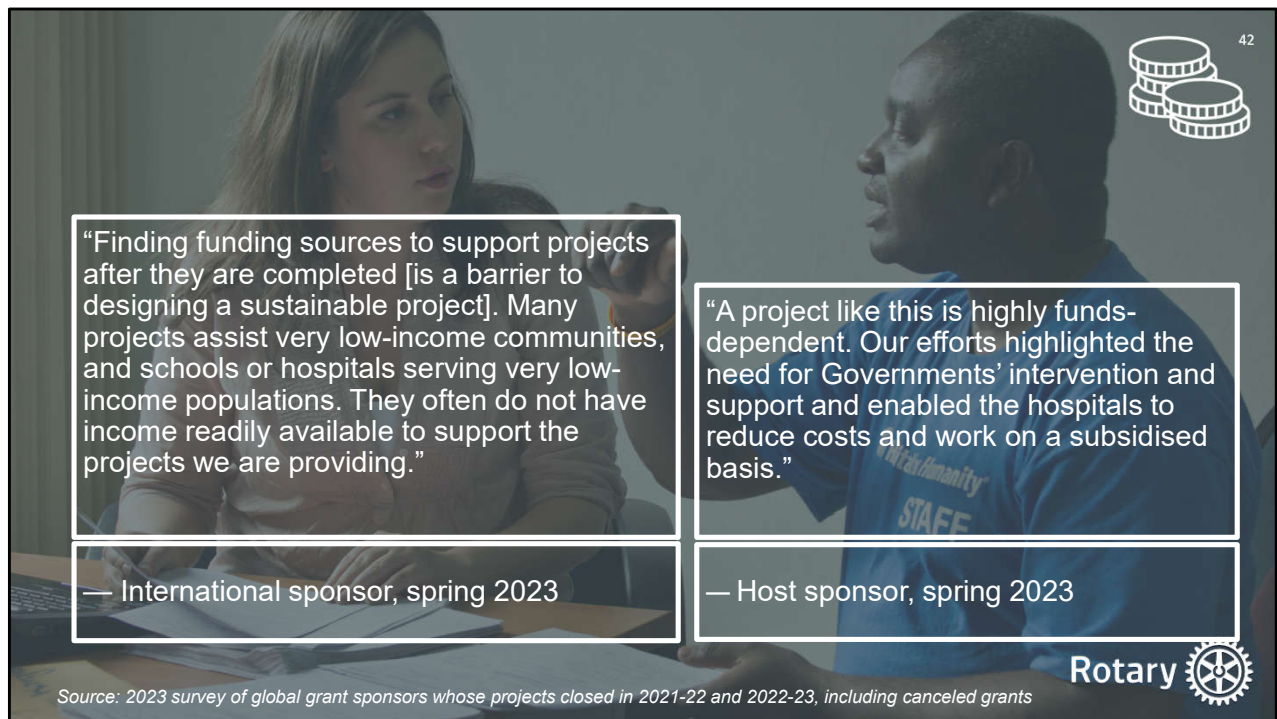 42
“Finding funding sources to support projects
after they are completed [is a barrier to
designing a sustainable project]. Many
projects assist very low-income communities,
and schools or hospitals serving very low-
income populations. They often do not have
income readily available to support the
projects we are providing.”
— International sponsor, spring 2023
“A project like this is highly funds-
dependent. Our efforts highlighted the
need for Governments’ intervention and
support and enabled the hospitals to
reduce costs and work on a subsidised
basis.”
Humanity
STAFF
— Host sponsor, spring 2023
Rotary
Source: 2023 survey of global grant sponsors whose projects closed in 2021-22 and 2022-23, including canceled grants